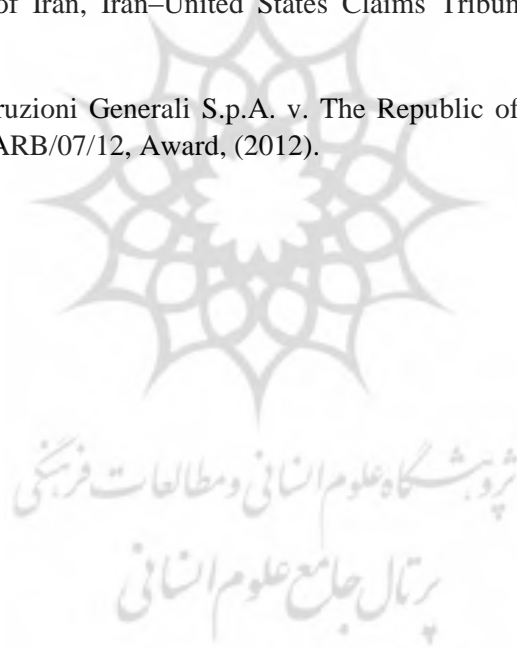 of Iran, Iran–United States Claims Tribun
ruzioni Generali S.p.A. v. The Republic of
ARB/07/12, Award, (2012).
پژوهشگاه علوم انسانی و مطالعات فرهنگی
پرتال جامع علوم انسانی